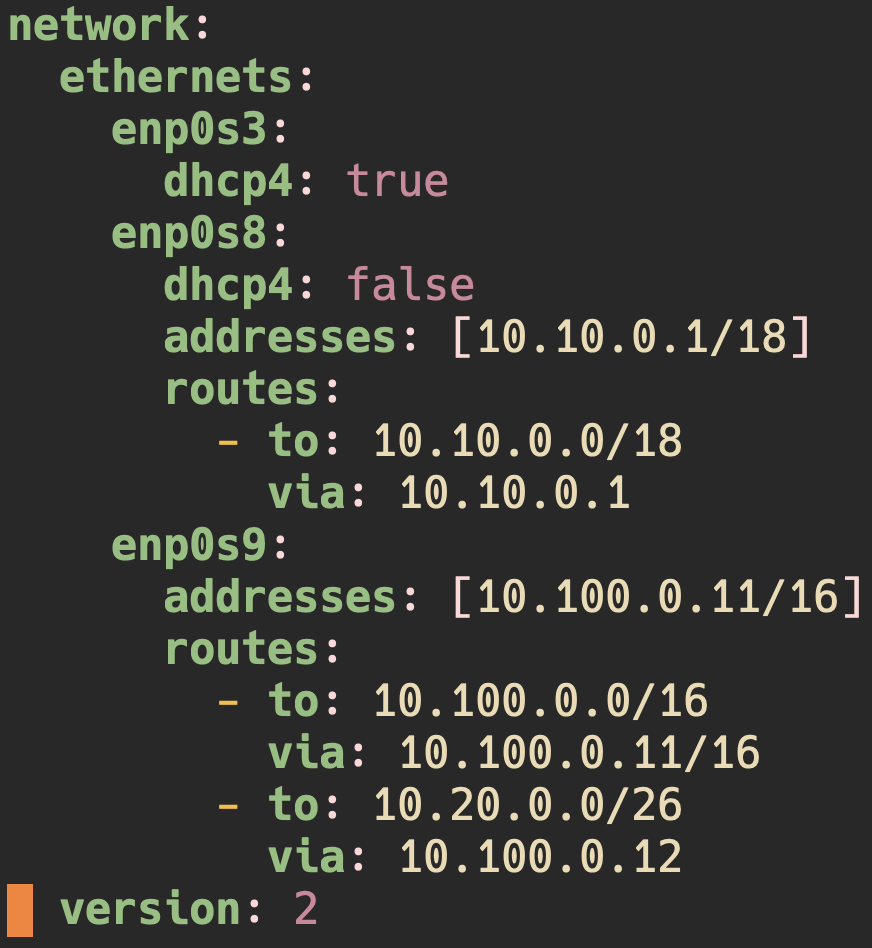 network:
  ethernets:
    enp0s3:
      dhcp4: true
    enp0s8:
      dhcp4: false
      addresses: [10.10.0.1/18]
      routes:
        - to: 10.10.0.0/18
          via: 10.10.0.1
    enp0s9:
      addresses: [10.100.0.11/16]
      routes:
        - to: 10.100.0.0/16
          via: 10.100.0.11/16
        - to: 10.20.0.0/26
          via: 10.100.0.12
  version: 2